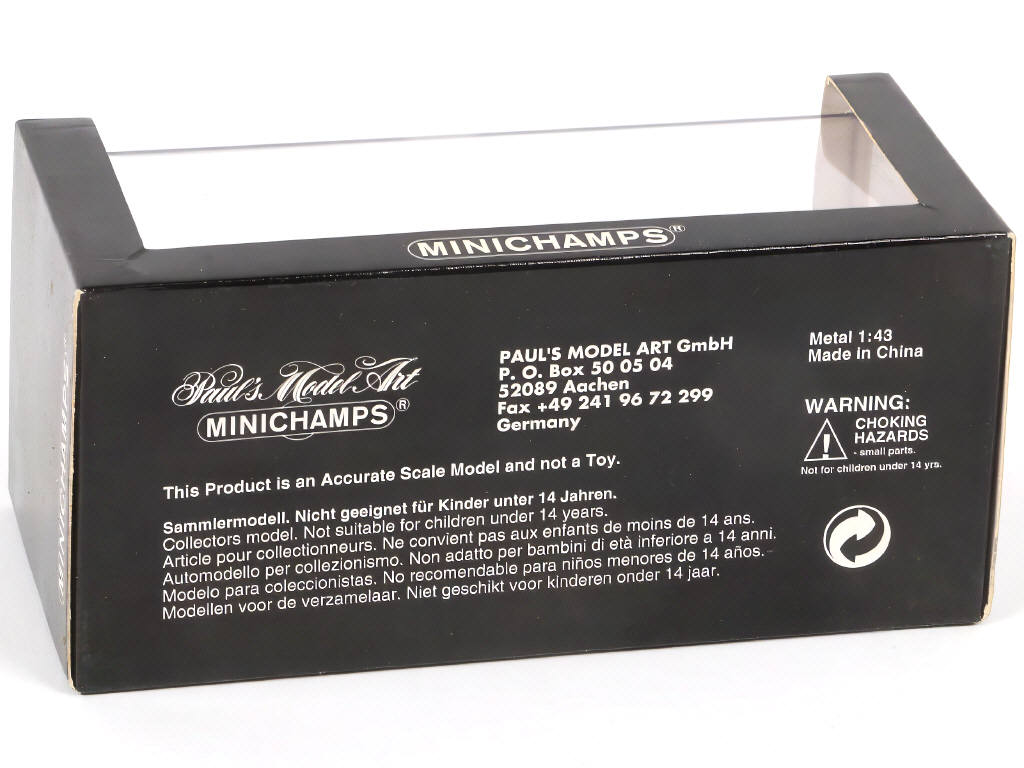 MINICHAMPS®
Paul's Model Art
MINICHAMPS®
PAUL'S MODEL ART GmbH
P. O. Box 50 05 04
52089 Aachen
Fax +49 241 96 72 299
Germany
Metal 1:43
Made in China
WARNING:
CHOKING
HAZARDS
- small parts.
Not for children under 14 yrs.
This Product is an Accurate Scale Model and not a Toy.
Sammlermodell. Nicht geeignet für Kinder unter 14 Jahren.
Collectors model. Not suitable for children under 14 years.
Article pour collectionneurs. Ne convient pas aux enfants de moins de 14 ans.
Automodello per collezionismo. Non adatto per bambini di età inferiore a 14 anni.
Modelo para coleccionistas. No recomendable para niños menores de 14 años.
Modellen voor de verzamelaar. Niet geschikt voor kinderen onder 14 jaar.
MINICHAMPS®